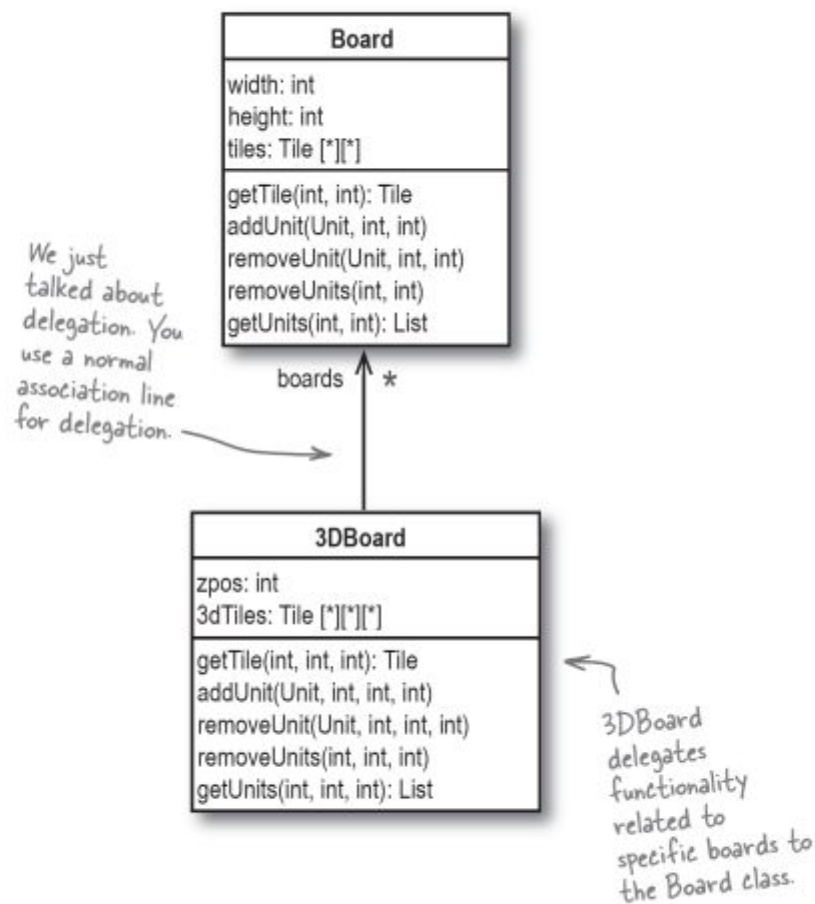 Board
width: int
height: int
tiles: Tile [*][*]
getTile(int, int): Tile
addUnit(Unit, int, int)
removeUnit(Unit, int, int)
removeUnits(int, int)
getUnits(int, int): List
We just
talked about
delegation. You
use a normal
association line
for delegation.
boards *
3DBoard
zpos: int
3dTiles: Tile [*][*][*]
getTile(int, int, int): Tile
addUnit(Unit, int, int, int)
removeUnit(Unit, int, int, int)
removeUnits(int, int, int)
getUnits(int, int, int): List
3DBoard
delegates
functionality
related to
specific boards to
the Board class.